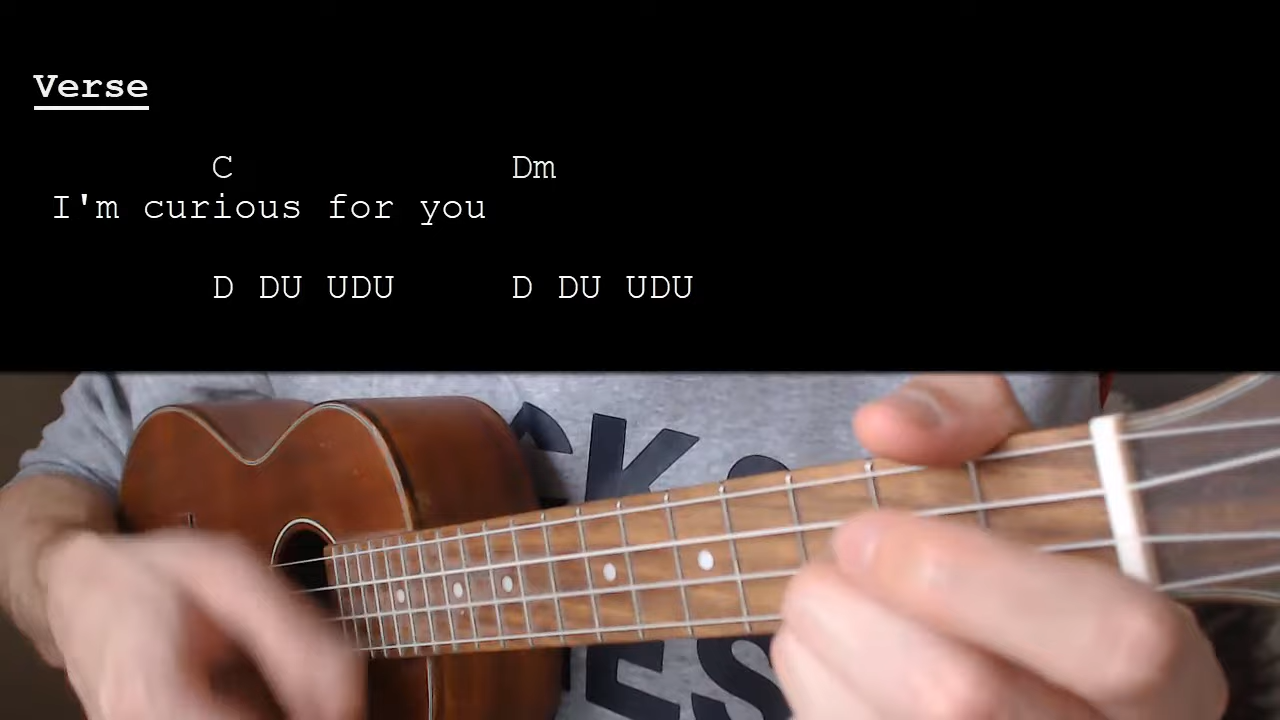 Verse
C Dm
I'm curious for you
D DU UDU D DU UDU